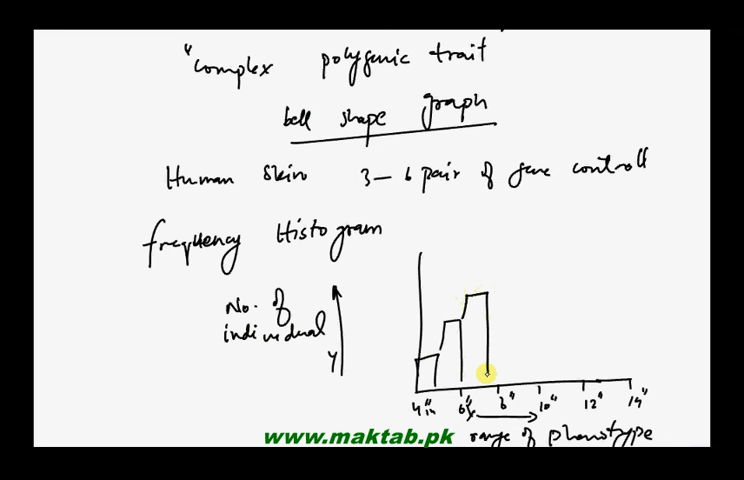 "complex polygenic trait
bell shape graph
Human skin 3-6 pair of gene controll
frequency Histogram
No. of
individual
Y
4" 6" 8" 10" 12" 14"
x
range of phenotype
www.maktab.pk